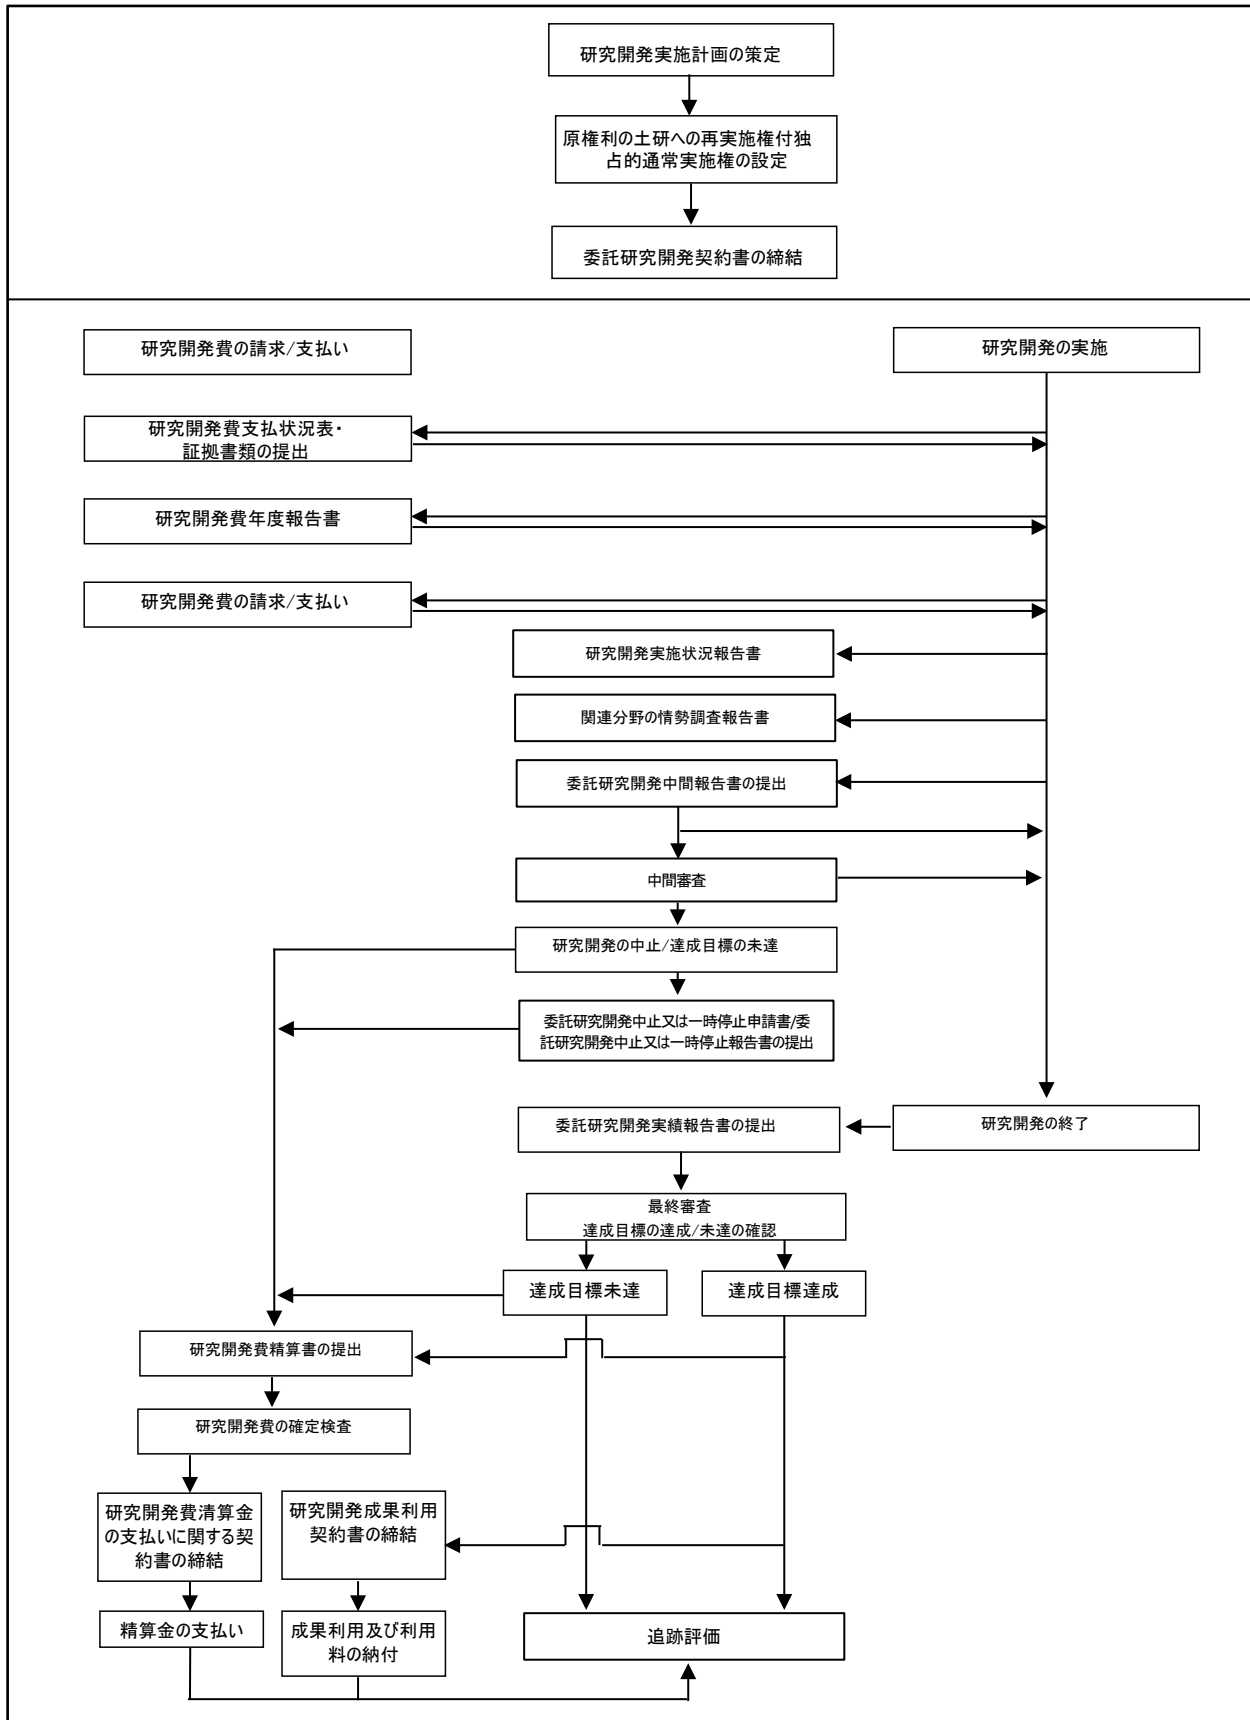 研究開発実施計画の策定
原権利の土研への再実施権付独
占的通常実施権の設定
委託研究開発契約書の締結
研究開発費の請求/支払い
研究開発の実施
研究開発費支払状況表・
証拠書類の提出
研究開発費年度報告書
研究開発費の請求/支払い
研究開発実施状況報告書
関連分野の情勢調査報告書
委託研究開発中間報告書の提出
中間審査
研究開発の中止/達成目標の未達
委託研究開発中止又は一時停止申請書/委
託研究開発中止又は一時停止報告書の提出
委託研究開発実績報告書の提出
研究開発の終了
最終審査
達成目標の達成/未達の確認
達成目標未達
達成目標達成
研究開発費精算書の提出
研究開発費の確定検査
研究開発費清算金
の支払いに関する契
約書の締結
研究開発成果利用
契約書の締結
精算金の支払い
成果利用及び利用
料の納付
追跡評価